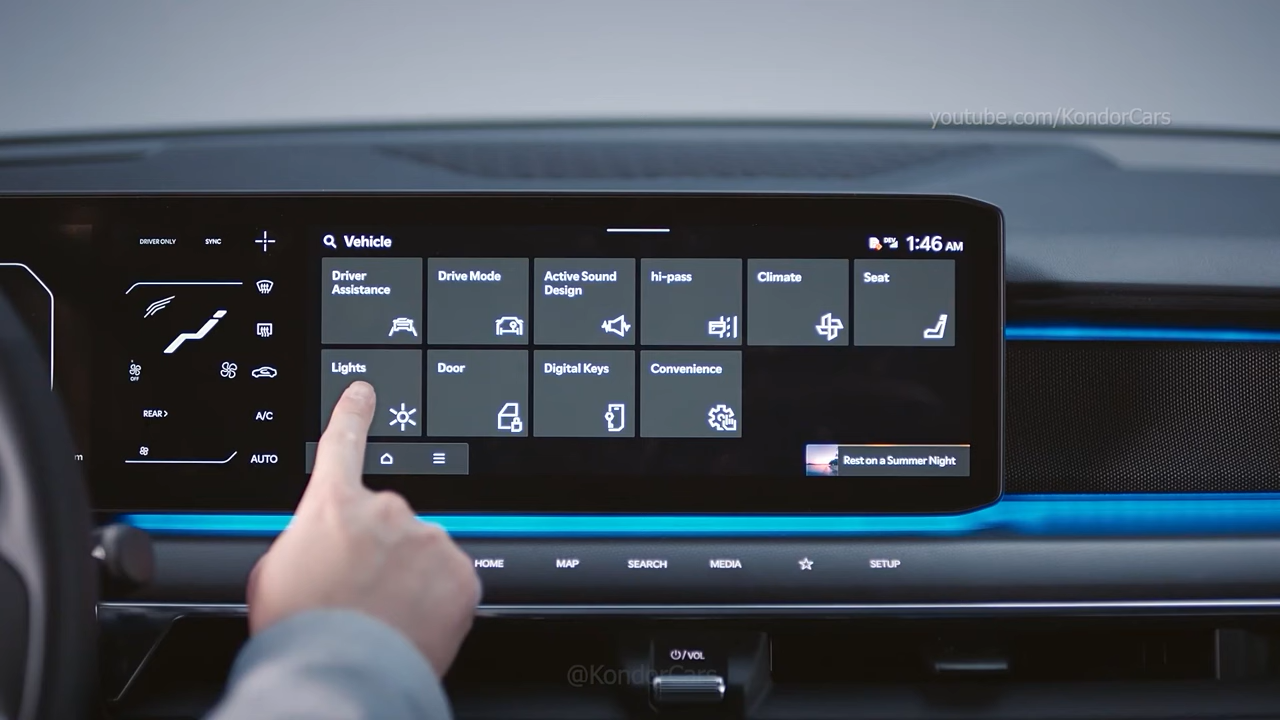 youtube.com/KondorCars
DRIVER ONLY
SYNC
Vehicle
DEV
1:46 AM
Driver
Assistance
Drive Mode
Active Sound
Design
hi-pass
Climate
Seat
OFF
REAR >
A/C
AUTO
Lights
Door
Digital Keys
Convenience
m
Rest on a Summer Night
HOME
MAP
SEARCH
MEDIA
SETUP
/VOL
@KondorCars